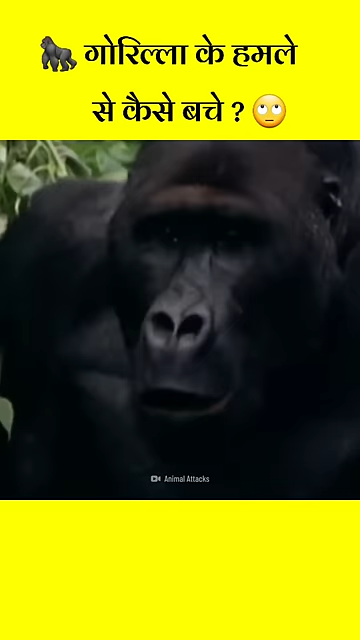 🦍 गोरिल्ला के हमले
से कैसे बचे ? 🙄
Animal Attacks